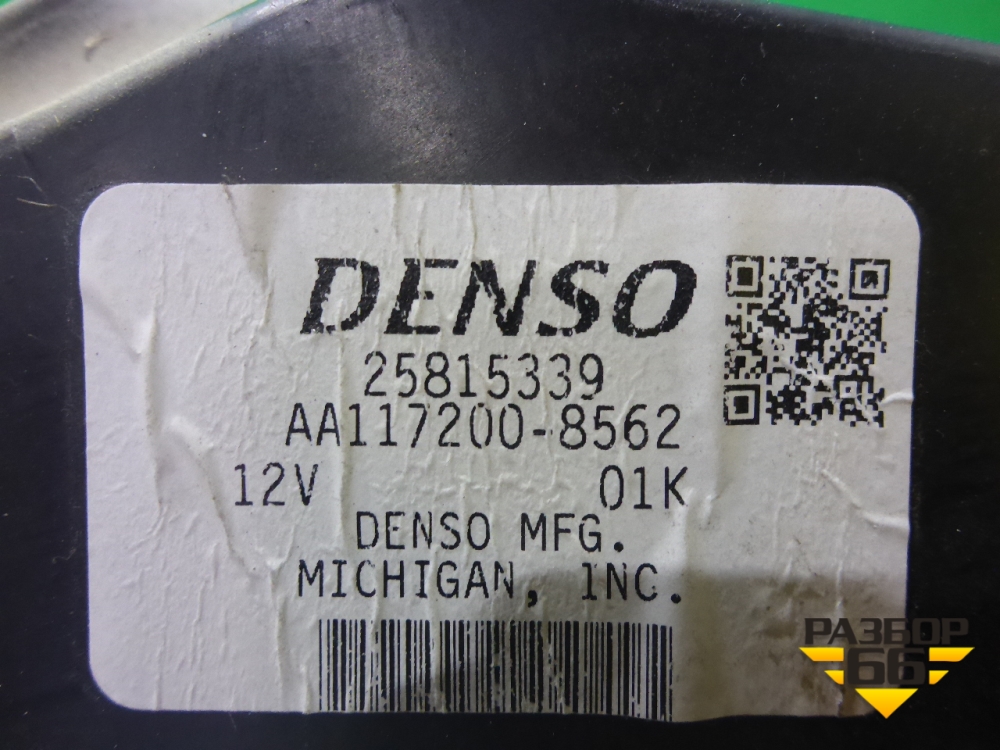 DENSO
25815339
AA117200-8562
12V 01K
DENSO MFG.
MICHIGAN, INC.
РАЗБОР
66